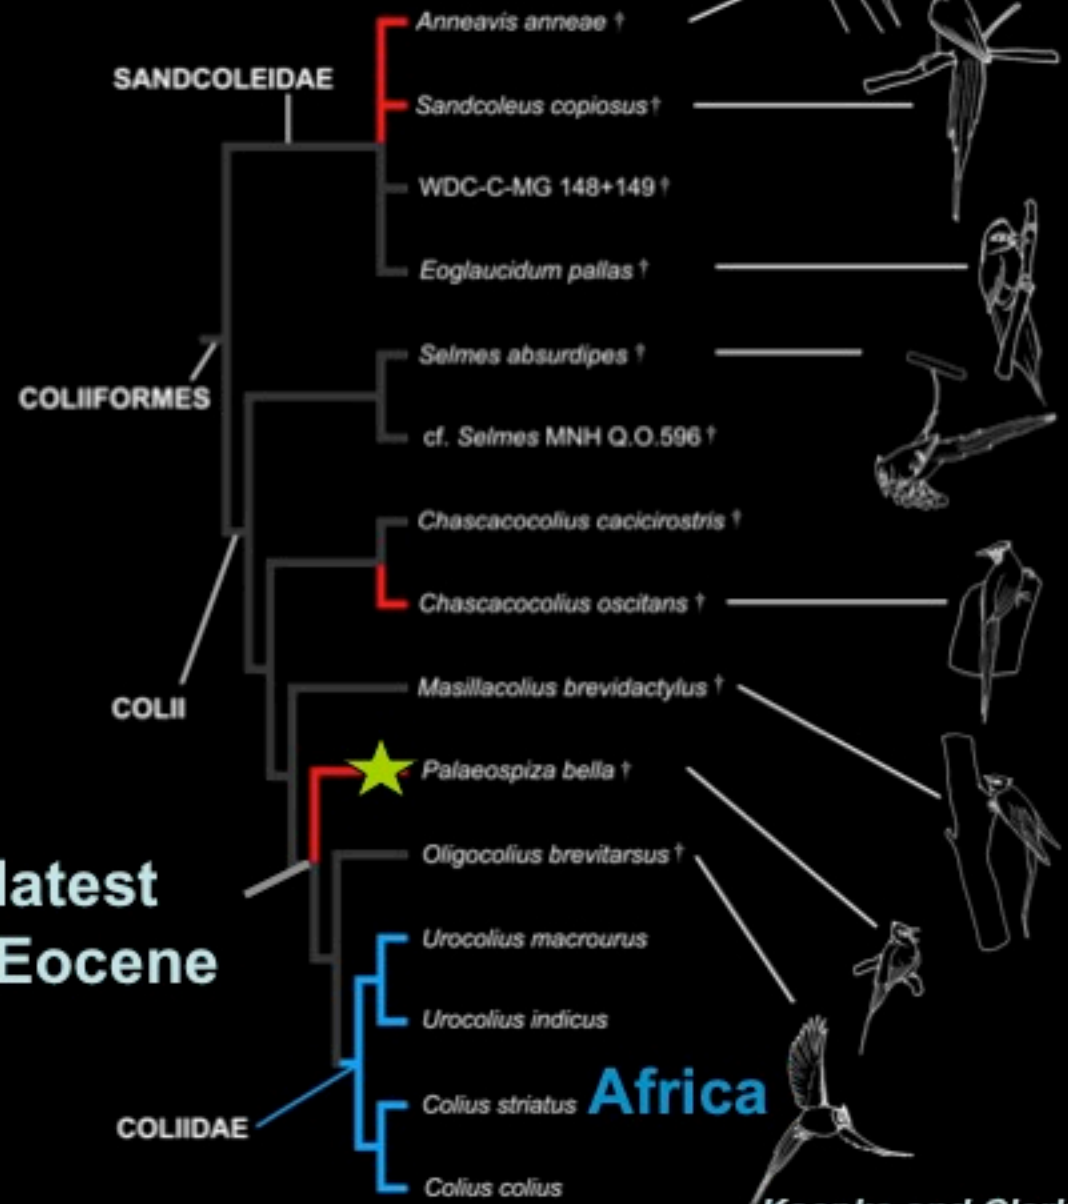 Anneavis anneae †
SANDCOLEIDAE
Sandcoleus copiosus †
WDC-C-MG 148+149 †
Eoglaucidum pallas †
Selmes absurdipes †
COLIIFORMES
cf. Selmes MNH Q.O.596 †
Chascacocolius cacicirostris †
Chascacocolius oscitans †
Masillacolius brevidactylus †
COLII
Palaeospiza bella †
Oligocolius brevitarsus †
latest
Eocene
Urocolius macrourus
Urocolius indicus
Colius striatus Africa
COLIIDAE
Colius colius